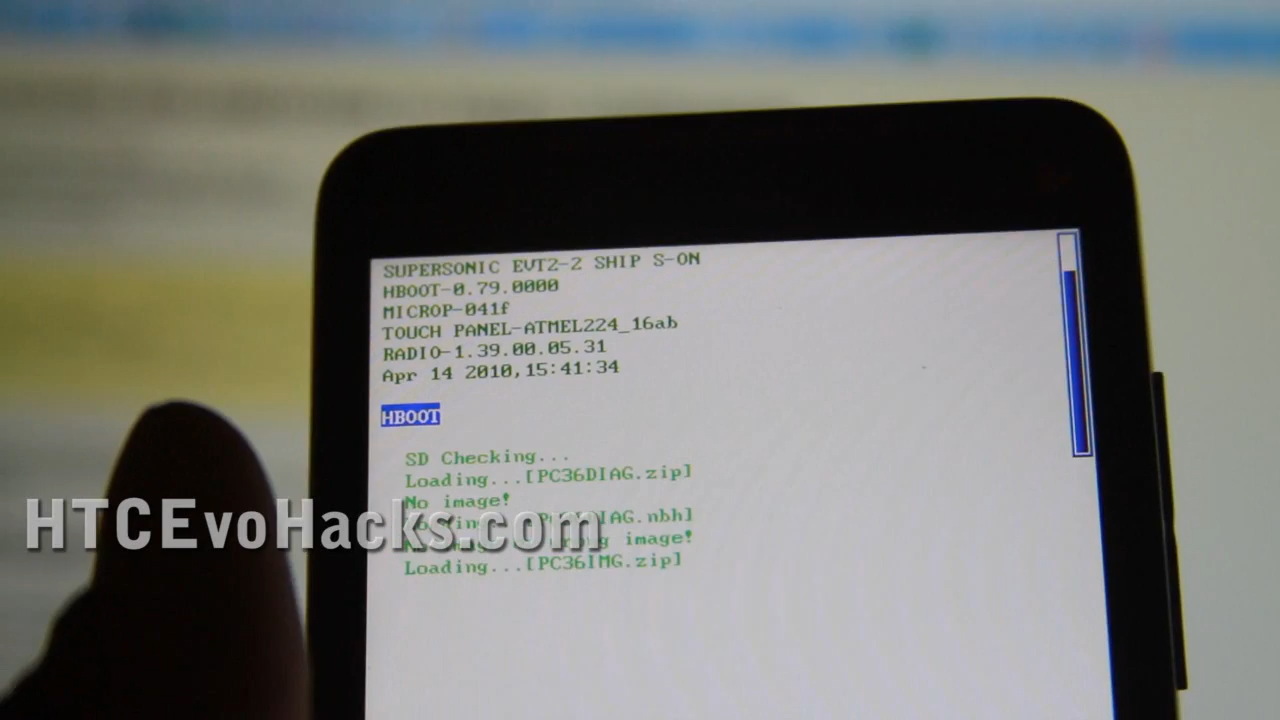 SUPERSONIC EVT2-2 SHIP S-ON
HBOOT-0.79.0000
MICROP-041f
TOUCH PANEL-ATMEL224_16ab
RADIO-1.39.00.05.31
Apr 14 2010,15:41:34
HBOOT
SD Checking...
Loading...[PC36DIAG.zip]
No image!
IAG.nbh]
image!
Loading...[PC36IMG.zip]
HTCEvoHacks.com